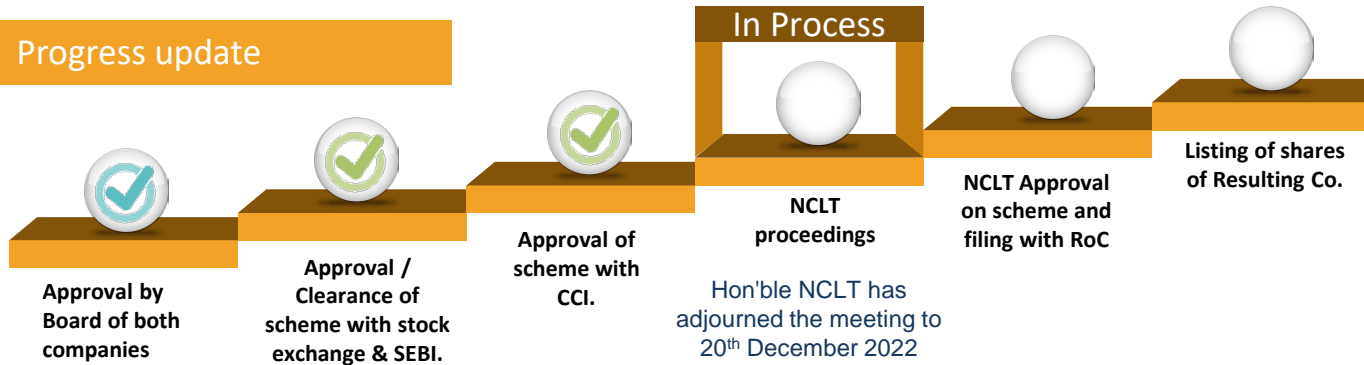 Progress update
In Process
Approval by
Board of both
companies
Approval /
Clearance of
scheme with stock
exchange & SEBI.
Approval of
scheme with
CCI.
NCLT
proceedings
Hon'ble NCLT has
adjourned the meeting to
20th December 2022
NCLT Approval
on scheme and
filing with RoC
Listing of shares
of Resulting Co.